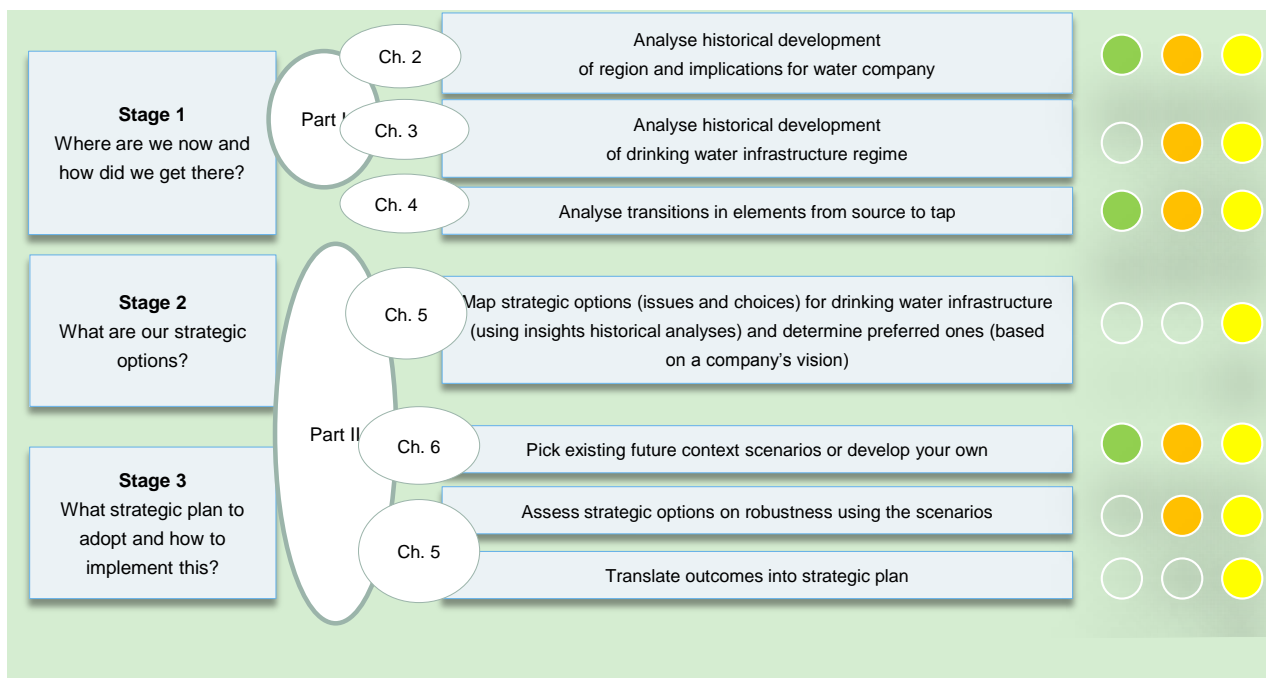 Stage 1
Where are we now and
how did we get there?
Part I
Ch. 2
Analyse historical development
of region and implications for water company
Ch. 3
Analyse historical development
of drinking water infrastructure regime
Ch. 4
Analyse transitions in elements from source to tap
Stage 2
What are our strategic
options?
Part II
Ch. 5
Map strategic options (issues and choices) for drinking water infrastructure
(using insights historical analyses) and determine preferred ones (based
on a company's vision)
Stage 3
What strategic plan to
adopt and how to
implement this?
Ch. 6
Pick existing future context scenarios or develop your own
Ch. 5
Assess strategic options on robustness using the scenarios
Translate outcomes into strategic plan